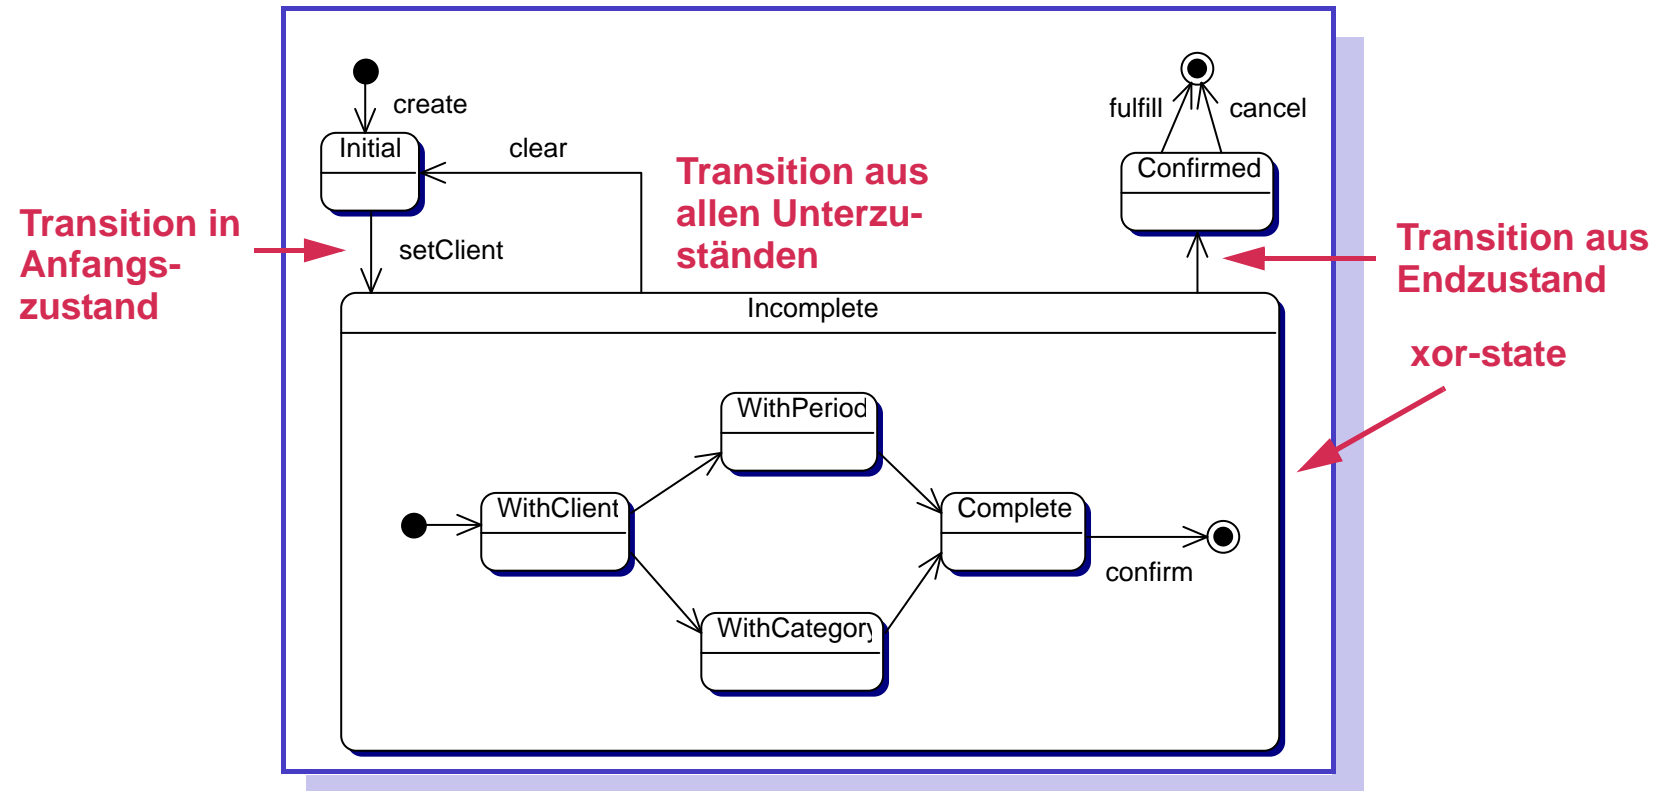 create
fulfill
cancel
Initial
clear
Transition aus
allen Unterzu-
ständen
Confirmed
Transition in
Anfangs-
zustand
setClient
Transition aus
Endzustand
Incomplete
xor-state
WithPeriod
WithClient
Complete
confirm
WithCategory